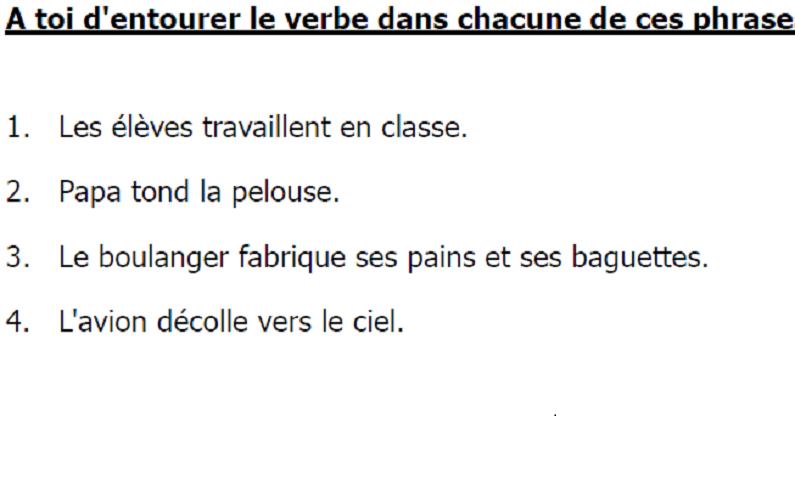 A toi d'entourer le verbe dans chacune de ces phrase
1. Les élèves travaillent en classe.
2. Papa tond la pelouse.
3. Le boulanger fabrique ses pains et ses baguettes.
4. L'avion décolle vers le ciel.